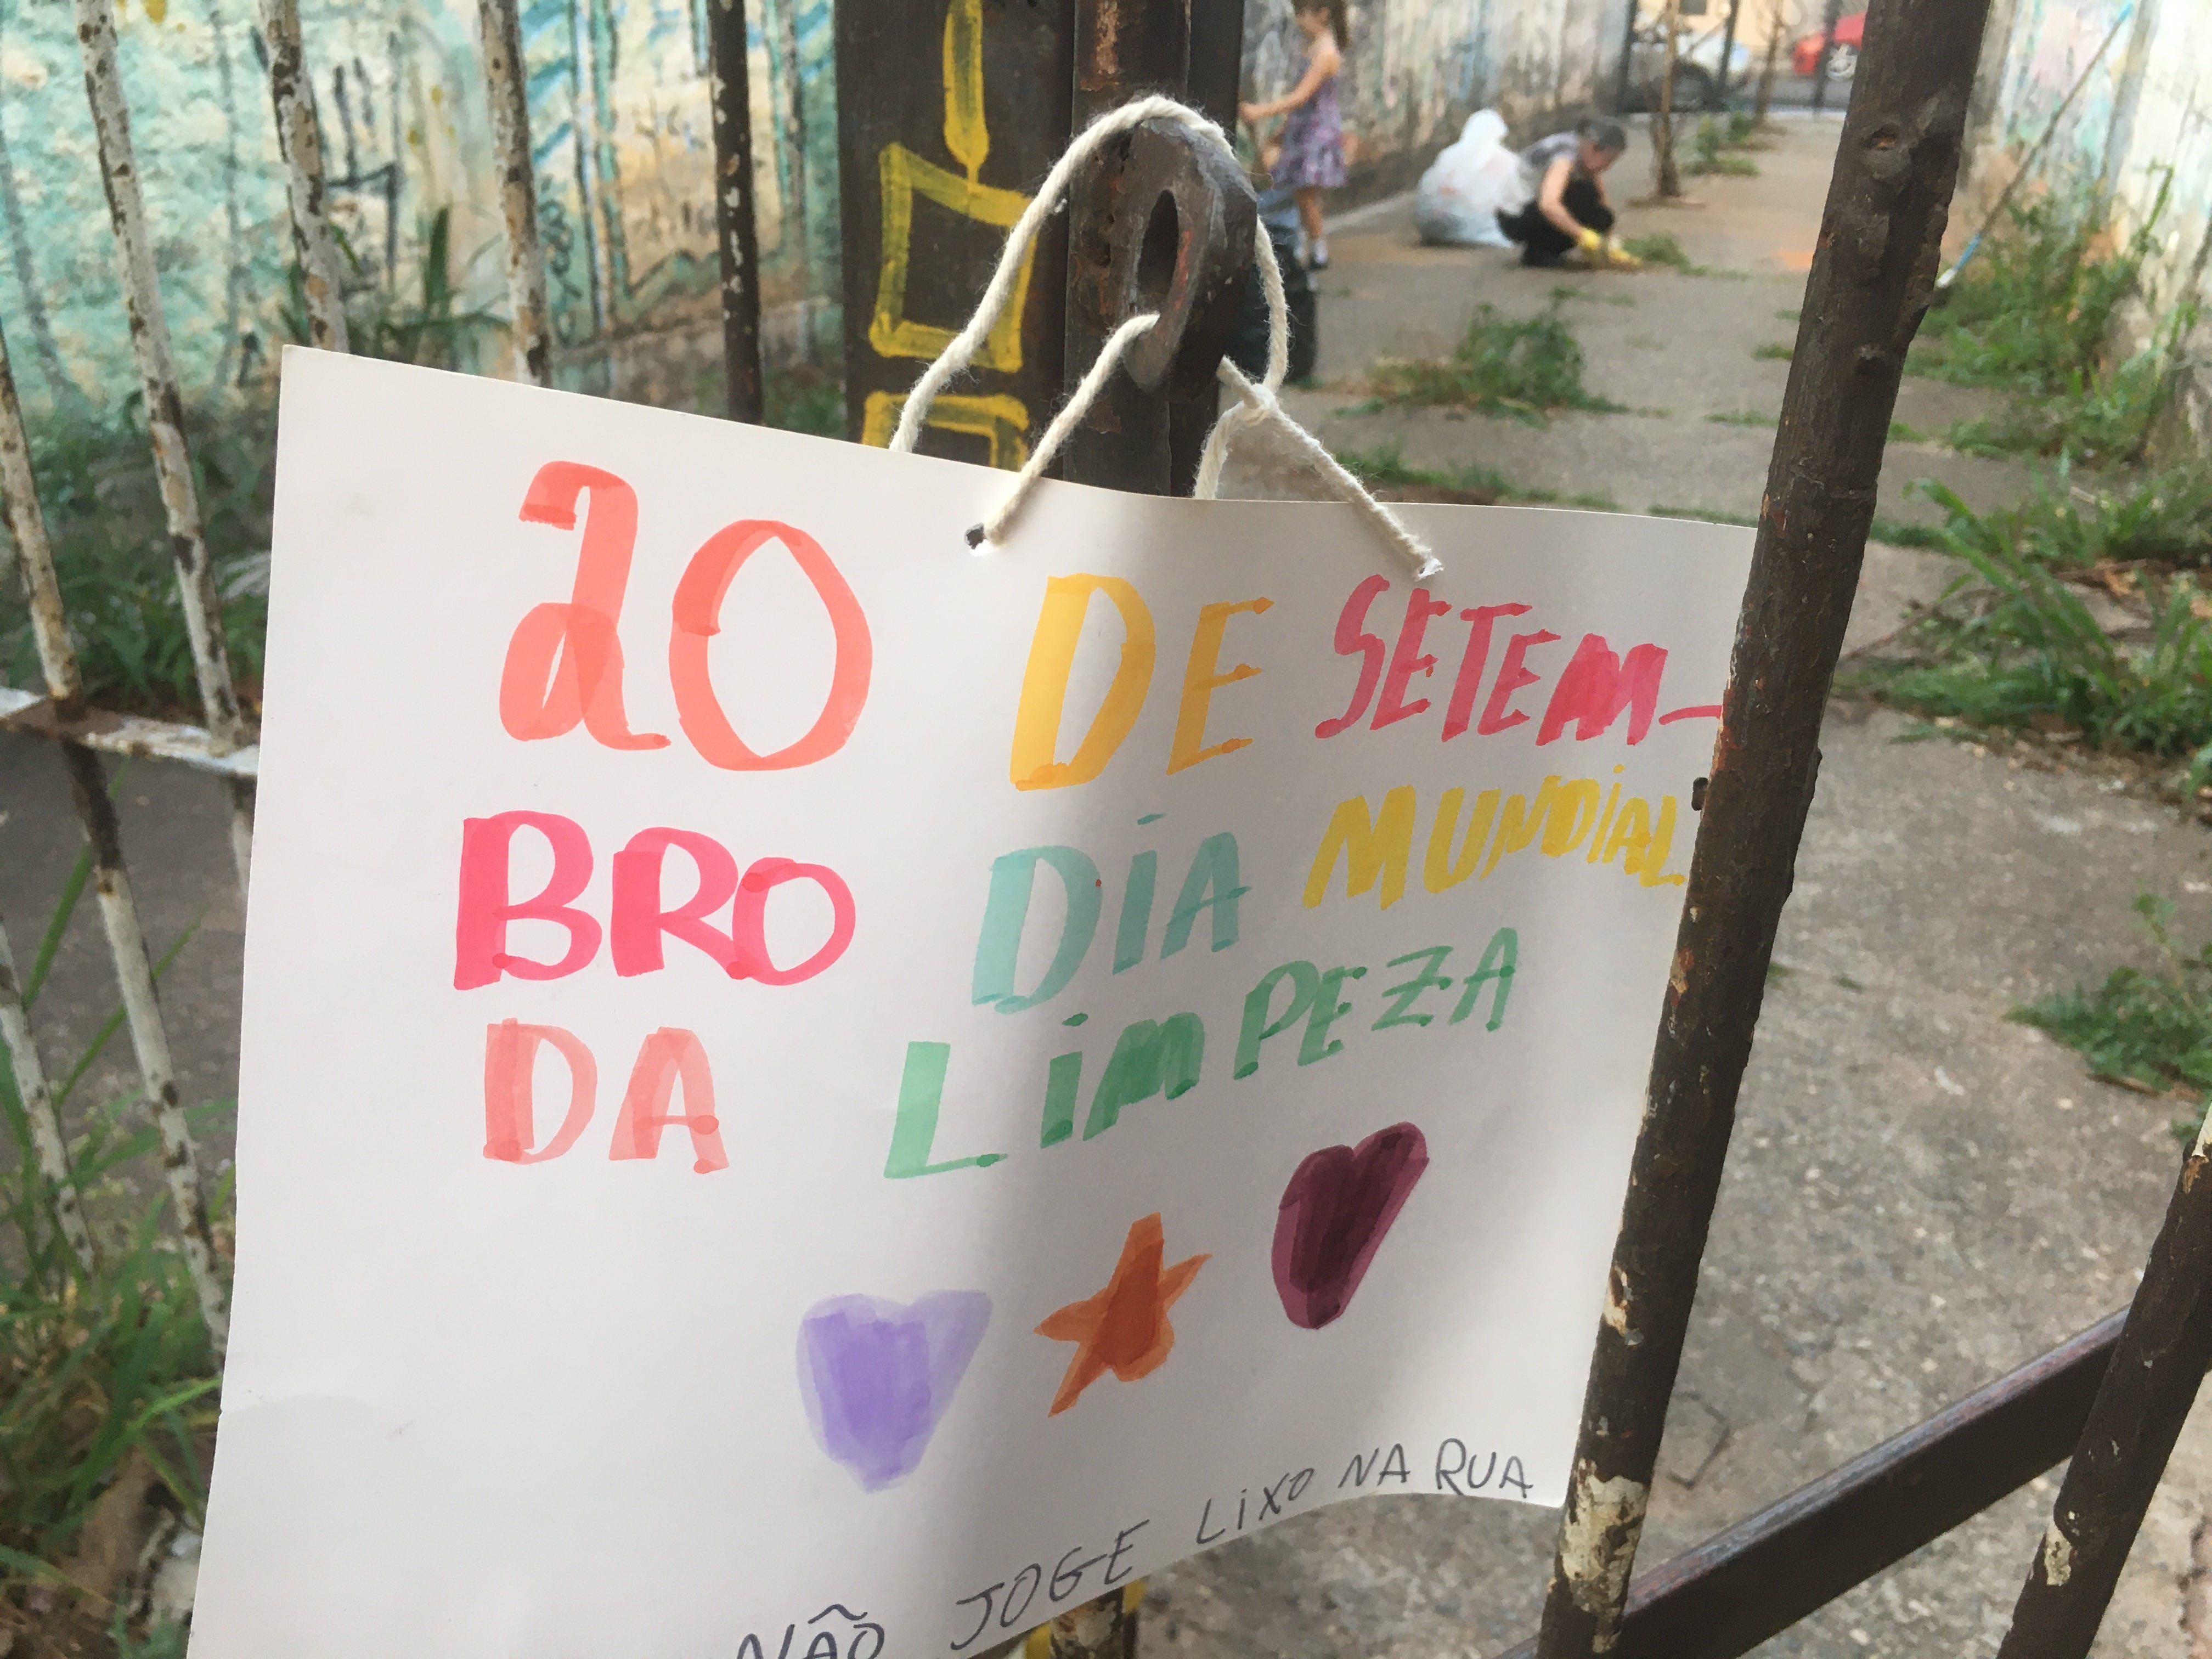 20 DE SETEM-
BRO DIA MUNDIAL
DA LIMPEZA
NÃO JOGE LIXO NA RUA